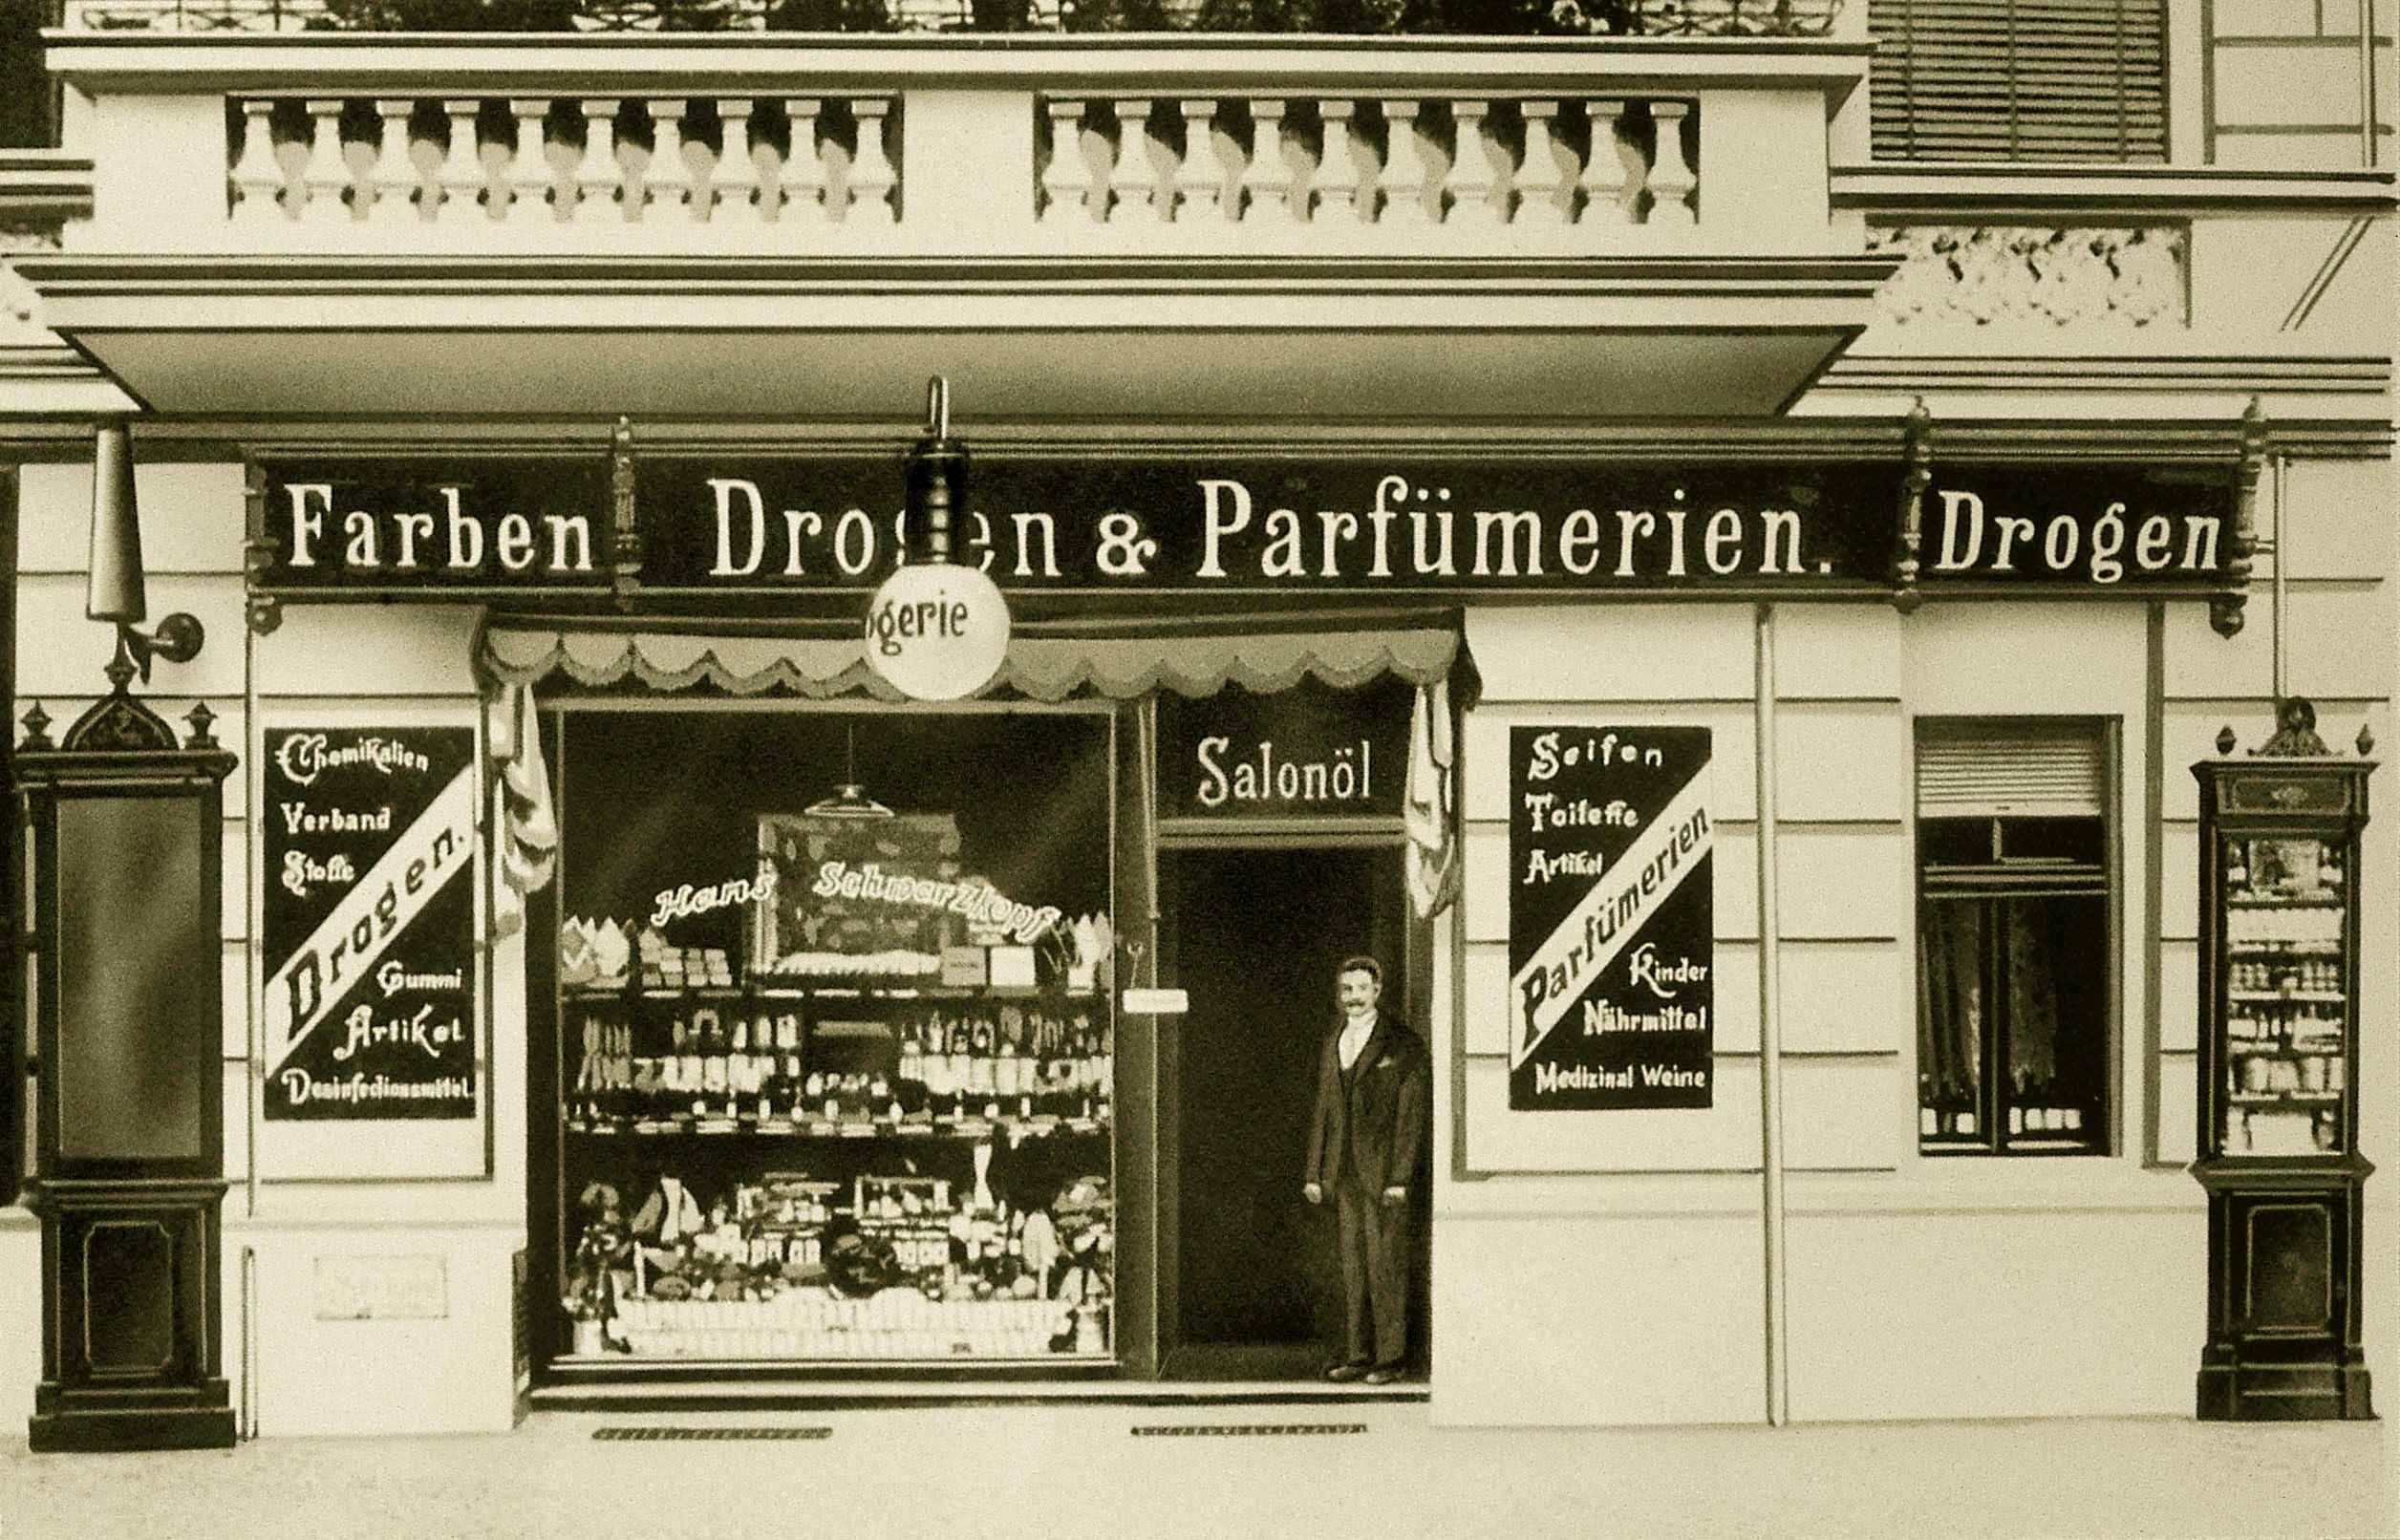 Farben Drogen & Parfümerien. Drogen
ogerie
Salonöl
Chemikalien
Verband
Stoffe
Drogen.
Gummi
Artikel
Desinfectionsmittel
Hans Schwarzkopf
Seifen
Toilette
Artikel
Parfümerien
Kinder
Nährmittel
Medizinal Weine